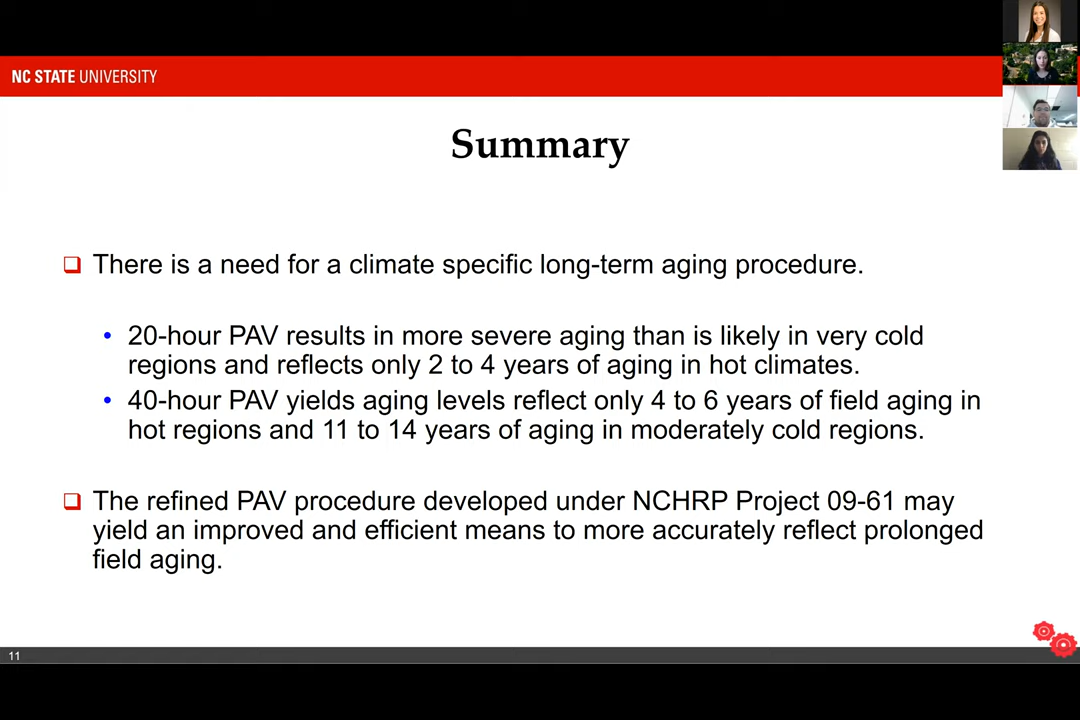 NC STATE UNIVERSITY
Summary
There is a need for a climate specific long-term aging procedure.
20-hour PAV results in more severe aging than is likely in very cold
regions and reflects only 2 to 4 years of aging in hot climates.
40-hour PAV yields aging levels reflect only 4 to 6 years of field aging in
hot regions and 11 to 14 years of aging in moderately cold regions.
The refined PAV procedure developed under NCHRP Project 09-61 may
yield an improved and efficient means to more accurately reflect prolonged
field aging.
11